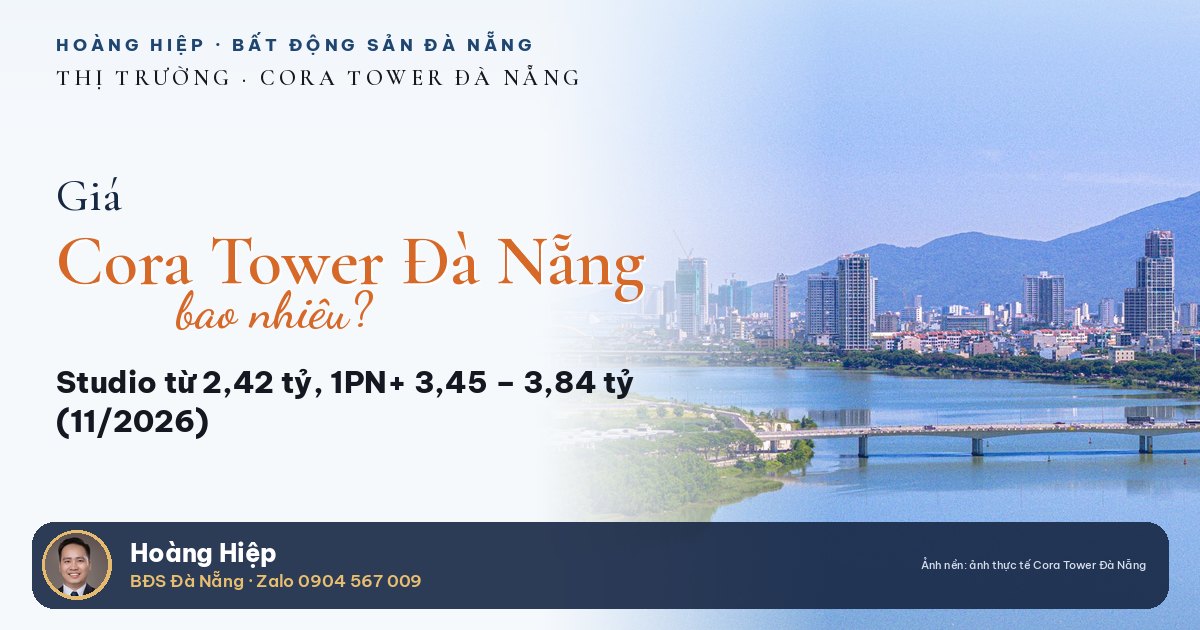 HOÀNG HIỆP · BẤT ĐỘNG SẢN ĐÀ NẴNG
THỊ TRƯỜNG · CORA TOWER ĐÀ NẴNG
Giá
Cora Tower Đà Nẵng
bao nhiêu?
Studio từ 2,42 tỷ, 1PN+ 3,45 – 3,84 tỷ
(11/2026)
Hoàng Hiệp
BĐS Đà Nẵng · Zalo 0904 567 009
Ảnh nền: ảnh thực tế Cora Tower Đà Nẵng